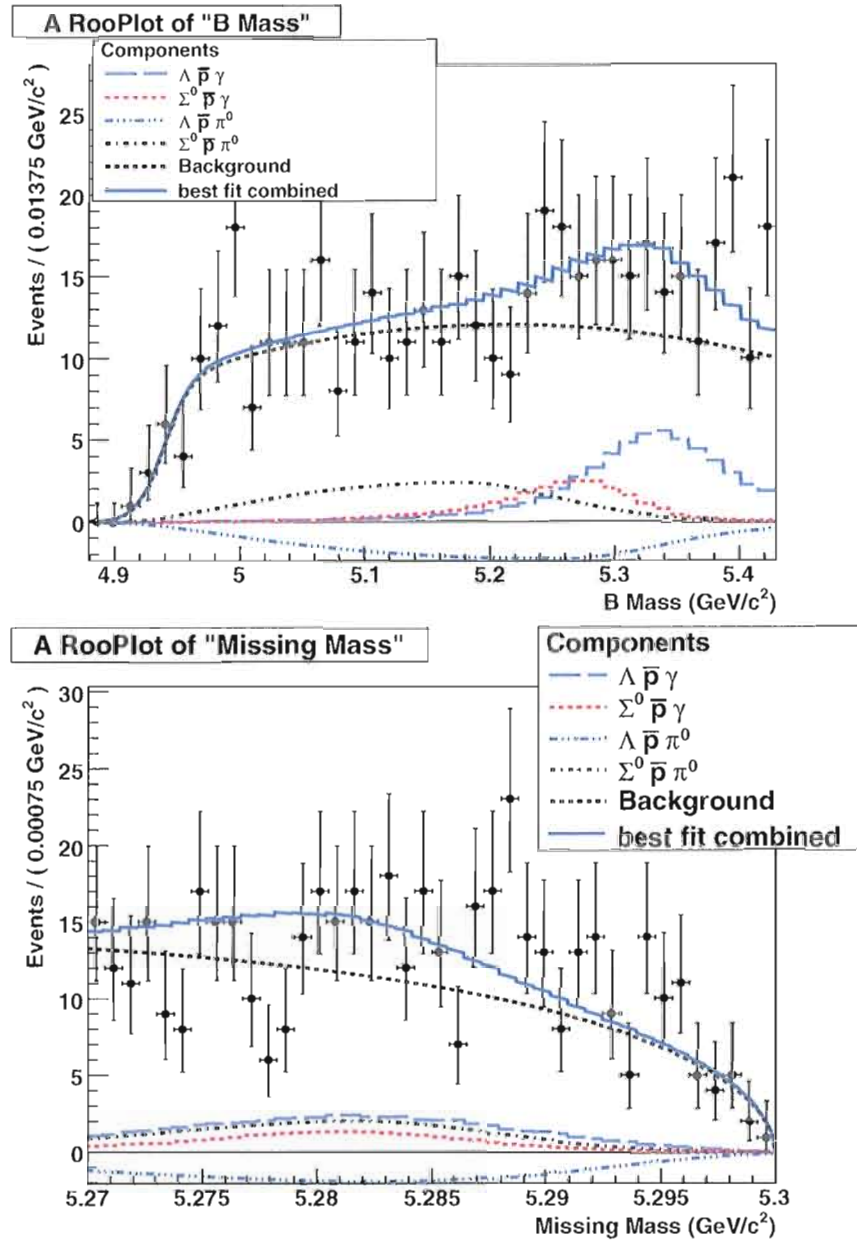 A RooPlot of "B Mass"
Components
Λ p̅ γ
Σ⁰ p̅ γ
Λ p̅ π⁰
Σ⁰ p̅ π⁰
Background
best fit combined
Events / ( 0.01375 GeV/c² )
25
20
15
10
5
0
4.9 5 5.1 5.2 5.3 5.4
B Mass (GeV/c²)
A RooPlot of "Missing Mass"
Components
Λ p̅ γ
Σ⁰ p̅ γ
Λ p̅ π⁰
Σ⁰ p̅ π⁰
Background
best fit combined
Events / ( 0.00075 GeV/c² )
30
25
20
15
10
5
0
5.27 5.275 5.28 5.285 5.29 5.295 5.3
Missing Mass (GeV/c²)